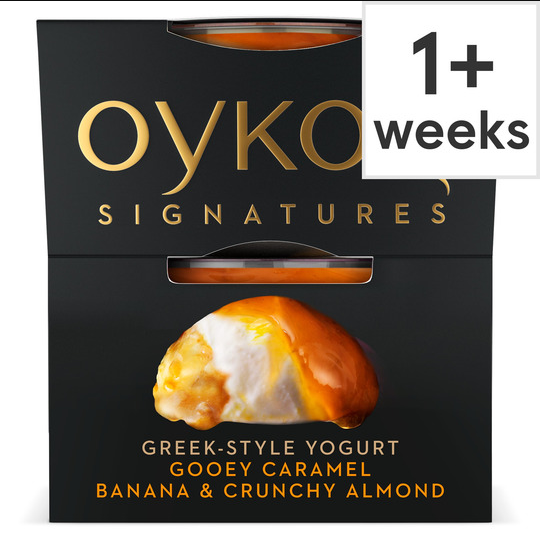 1+
weeks
OYKO
SIGNATURES
GREEK-STYLE YOGURT
GOOEY CARAMEL
BANANA & CRUNCHY ALMOND